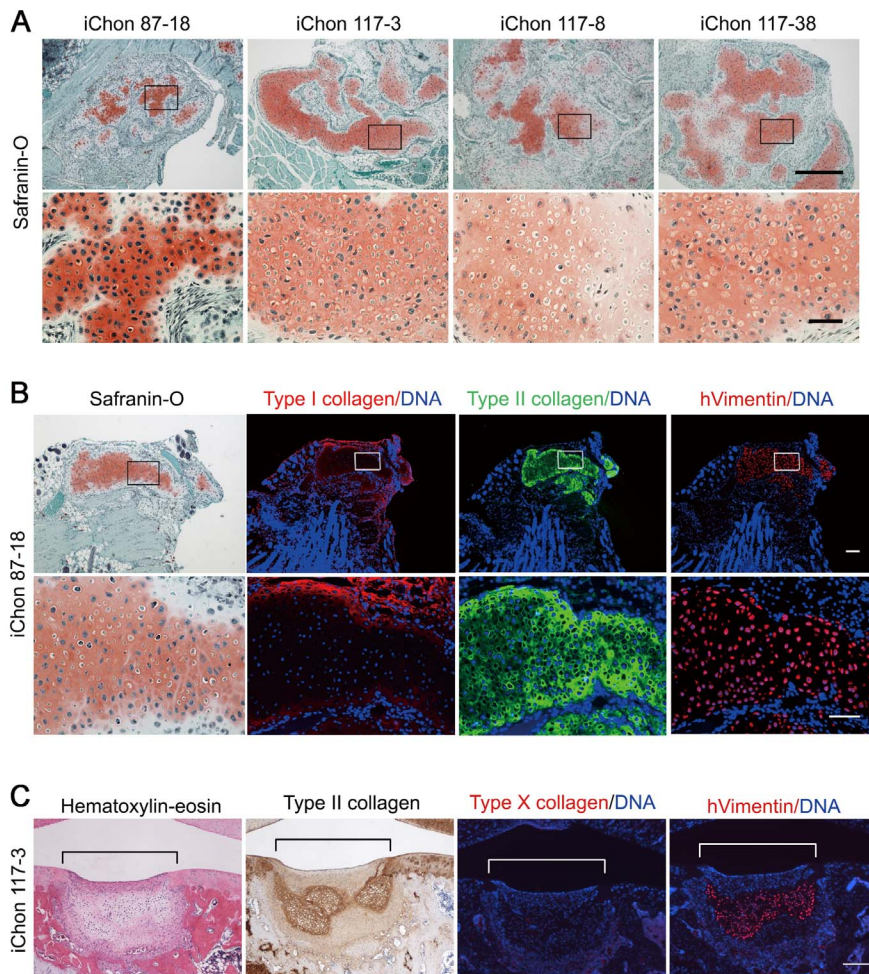 A
iChon 87-18
iChon 117-3
iChon 117-8
iChon 117-38
Safranin-O
B
Safranin-O
Type I collagen/DNA
Type II collagen/DNA
hVimentin/DNA
iChon 87-18
C
Hematoxylin-eosin
Type II collagen
Type X collagen/DNA
hVimentin/DNA
iChon 117-3